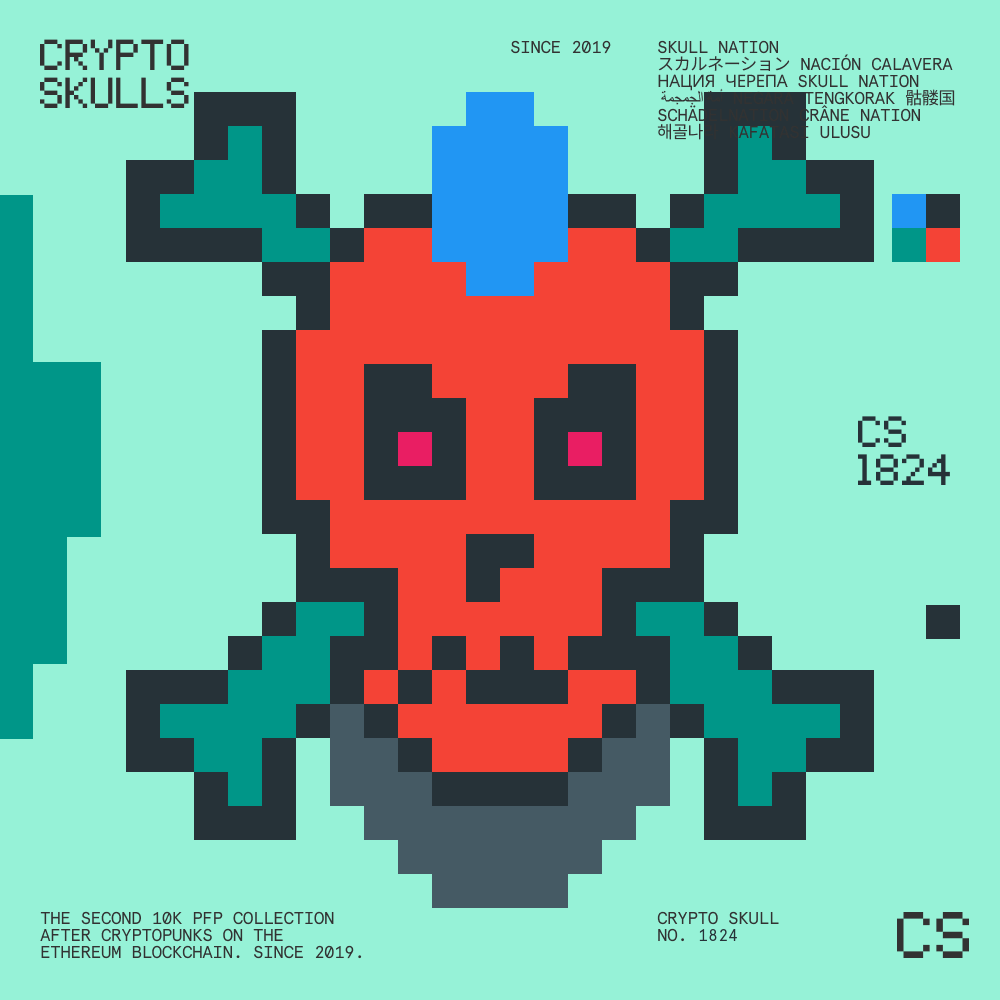 CRYPTO
SKULLS
SINCE 2019
SKULL NATION
スカルネーション NACIÓN CALAVERA
НАЦИЯ ЧЕРЕПА SKULL NATION
الجمجمة TENGKORAK 骷髅国
CRÂNE NATION
해골나 KAFATASI ULUSU
CS
1824
THE SECOND 10K PFP COLLECTION
AFTER CRYPTOPUNKS ON THE
ETHEREUM BLOCKCHAIN. SINCE 2019.
CRYPTO SKULL
NO. 1824
CS